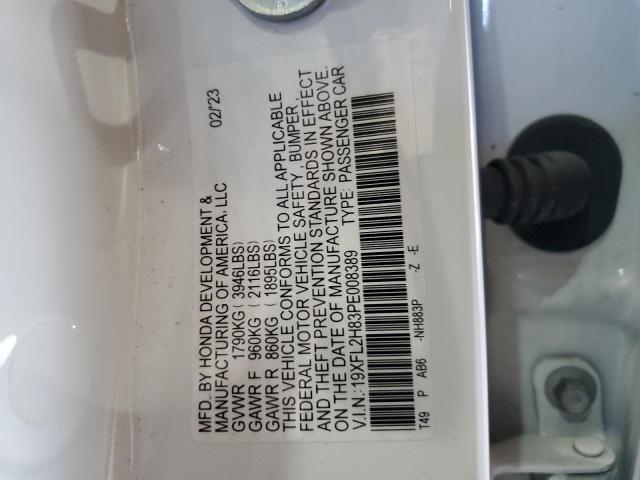 MFD. BY HONDA DEVELOPMENT &
MANUFACTURING OF AMERICA, LLC 02/'23
GVWR 1790KG (3946LBS)
GAWR F 960KG (2116LBS)
GAWR R 860KG (1895LBS)
THIS VEHICLE CONFORMS TO ALL APPLICABLE
FEDERAL MOTOR VEHICLE SAFETY, BUMPER,
AND THEFT PREVENTION STANDARDS IN EFFECT
ON THE DATE OF MANUFACTURE SHOWN ABOVE.
V.I.N.: 19XFL2H83PE008389 TYPE: PASSENGER CAR
T49 P AB6 -NH883P -Z -E